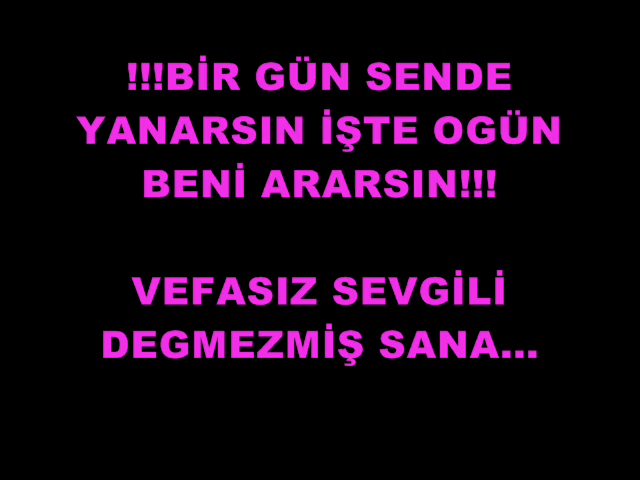 !!!BİR GÜN SENDE
YANARSIN İŞTE OGÜN
BENİ ARARSIN!!!
VEFASIZ SEVGİLİ
DEGMEZMİŞ SANA...